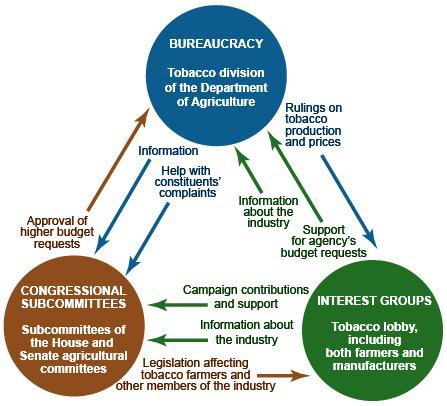 BUREAUCRACY
Tobacco division
of the Department
of Agriculture
Rulings on
tobacco
production
and prices
Information
Help with
constituents'
complaints
Information
about the
industry
Approval of
higher budget
requests
Support
for agency's
budget requests
CONGRESSIONAL
SUBCOMMITTEES
Subcommittees of
the House and
Senate agricultural
committees
Campaign contributions
and support
Information about
the industry
Legislation affecting
tobacco farmers and
other members of the industry
INTEREST GROUPS
Tobacco lobby,
including
both farmers and
manufacturers